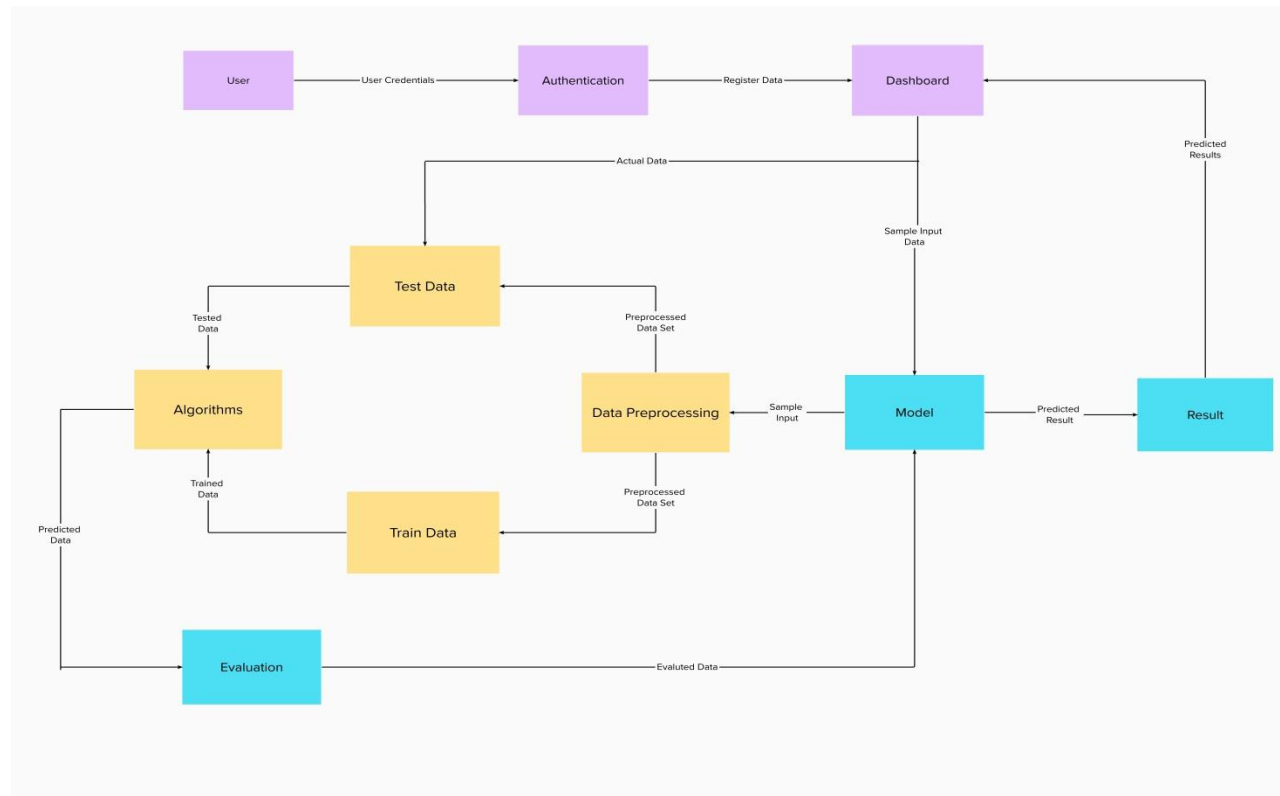 User
User Credentials
Authentication
Register Data
Dashboard
Predicted
Results
Actual Data
Sample Input
Data
Test Data
Tested
Data
Preprocessed
Data Set
Algorithms
Data Preprocessing
Sample
Input
Model
Predicted
Result
Result
Trained
Data
Preprocessed
Data Set
Train Data
Predicted
Data
Evaluation
Evaluted Data